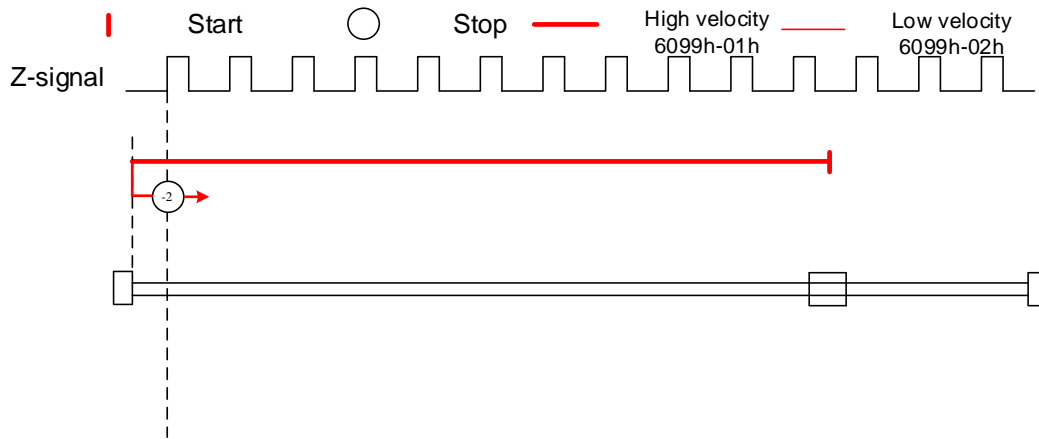 Start
Stop
High velocity
6099h-01h
Low velocity
6099h-02h
Z-signal
-2